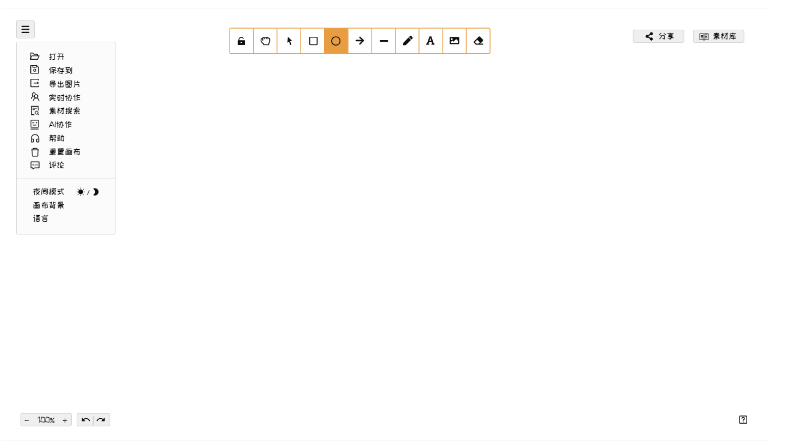 分享
素材库
打开
保存到
导出图片
实时协作
素材搜索
AI协作
帮助
重置画布
评论
夜间模式 /
画布背景
语言
A
- 100% +